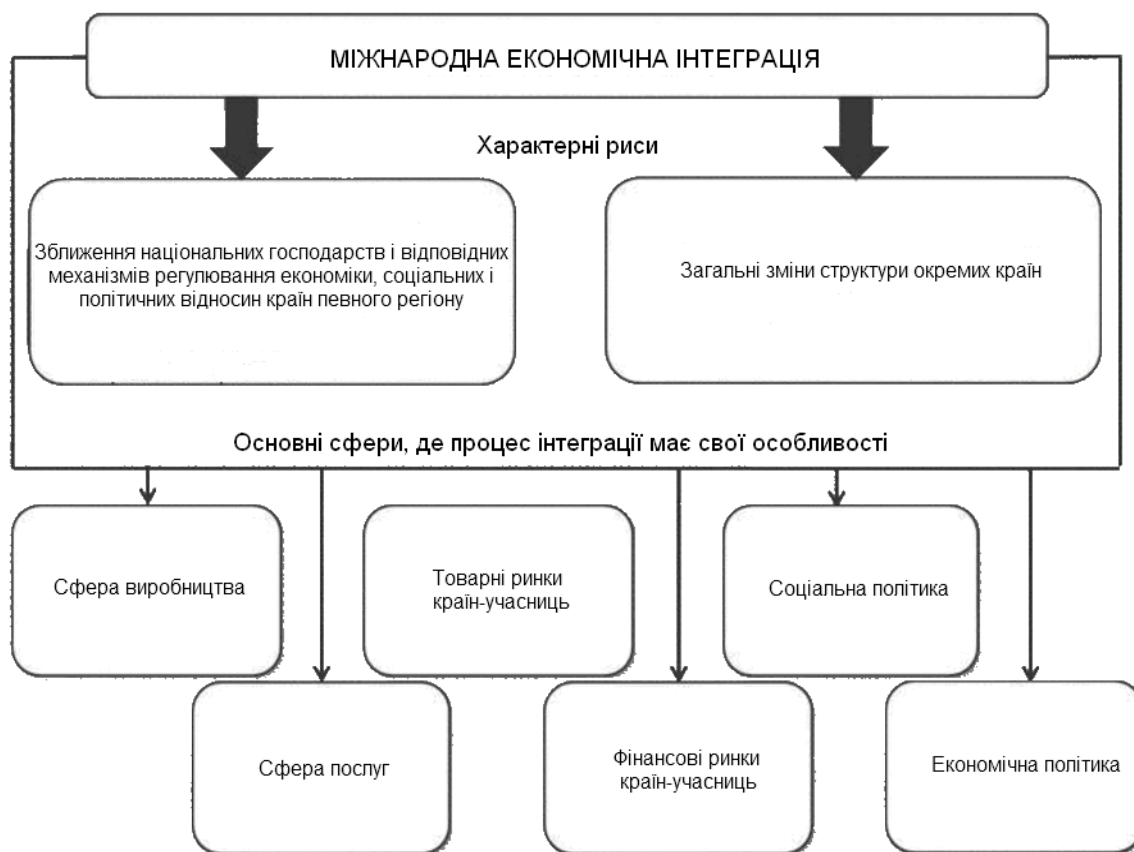 МІЖНАРОДНА ЕКОНОМІЧНА ІНТЕГРАЦІЯ
Характерні риси
Зближення національних господарств і відповідних
механізмів регулювання економіки, соціальних і
політичних відносин країн певного регіону
Загальні зміни структури окремих країн
Основні сфери, де процес інтеграції має свої особливості
Сфера виробництва
Товарні ринки
країн-учасниць
Соціальна політика
Сфера послуг
Фінансові ринки
країн-учасниць
Економічна політика